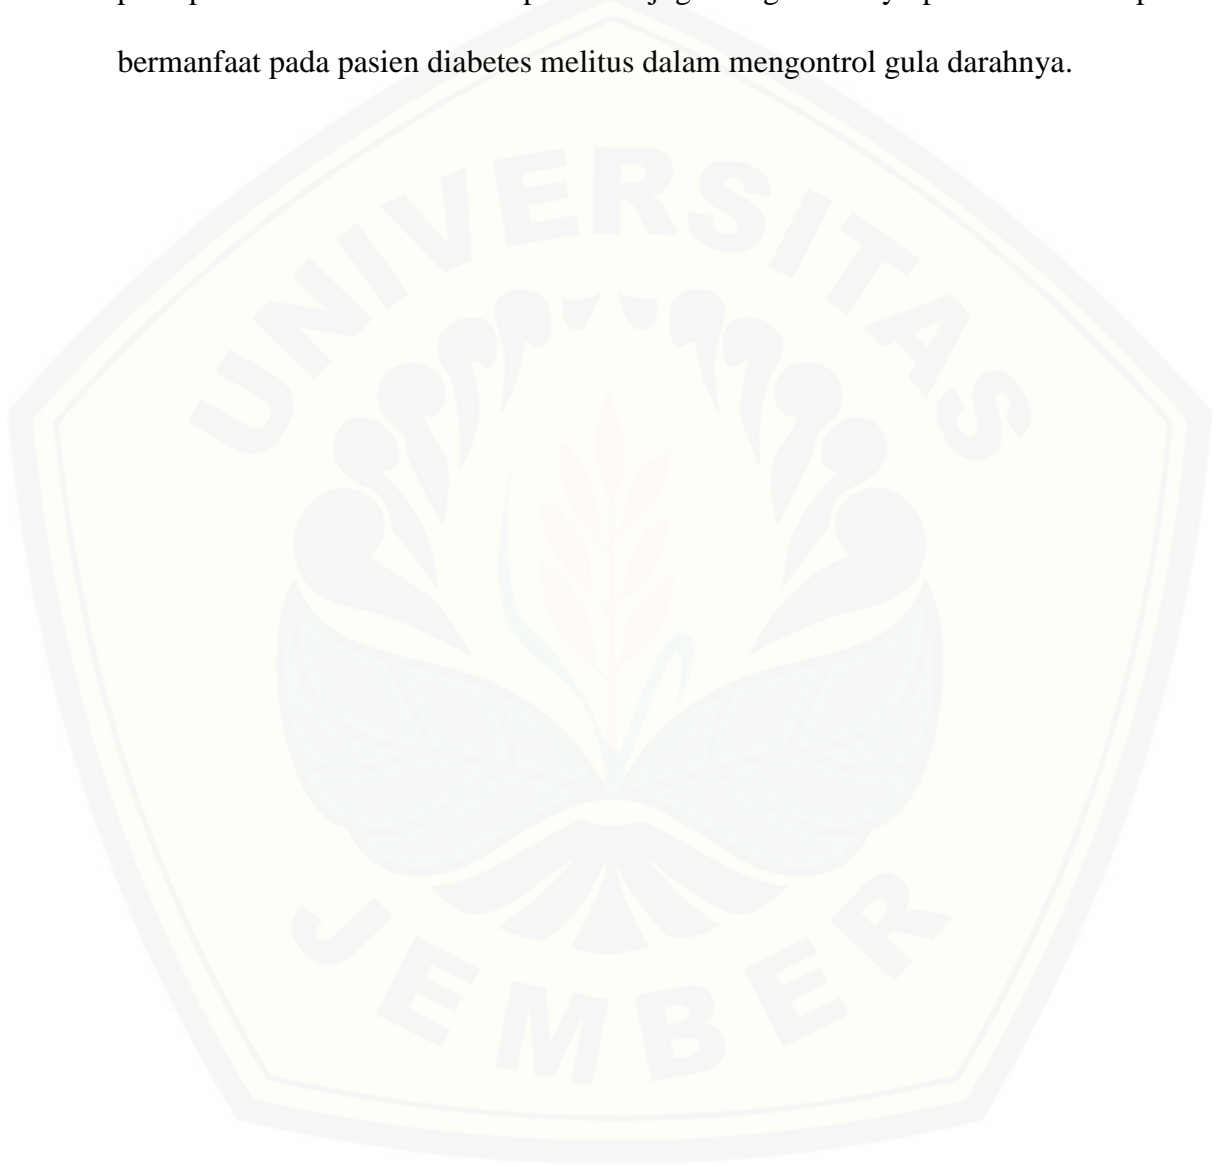 bermanfaat pada pasien diabetes melitus dalam mengontrol gula darahnya.
UNIVERSITAS
JEMBER